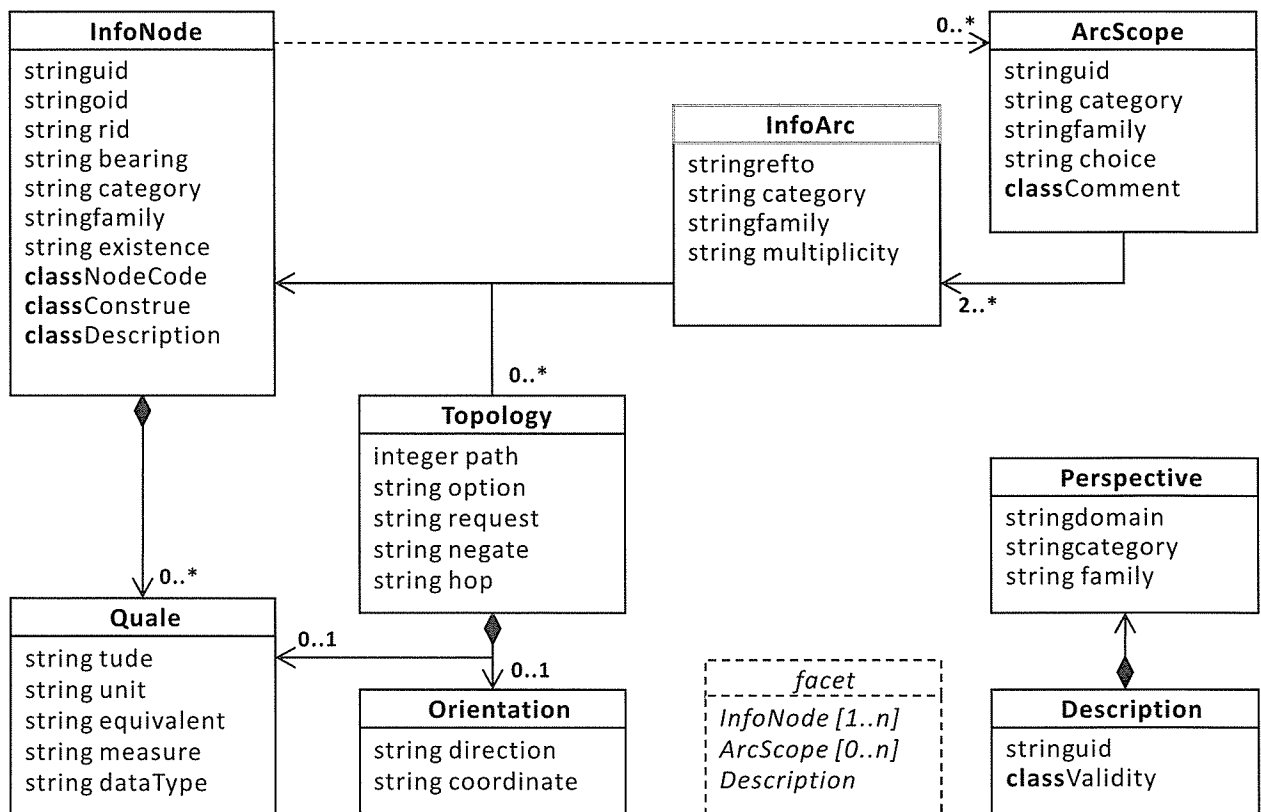 InfoNode
stringuid
stringoid
string rid
string bearing
string category
stringfamily
string existence
classNodeCode
classConstrue
classDescription
0..*
ArcScope
stringuid
string category
stringfamily
string choice
classComment
InfoArc
stringrefto
string category
stringfamily
string multiplicity
2..*
0..*
Topology
integer path
string option
string request
string negate
string hop
0..*
Quale
string tude
string unit
string equivalent
string measure
string dataType
0..1
0..1
Orientation
string direction
string coordinate
facet
InfoNode [1..n]
ArcScope [0..n]
Description
Perspective
stringdomain
stringcategory
string family
Description
stringuid
classValidity